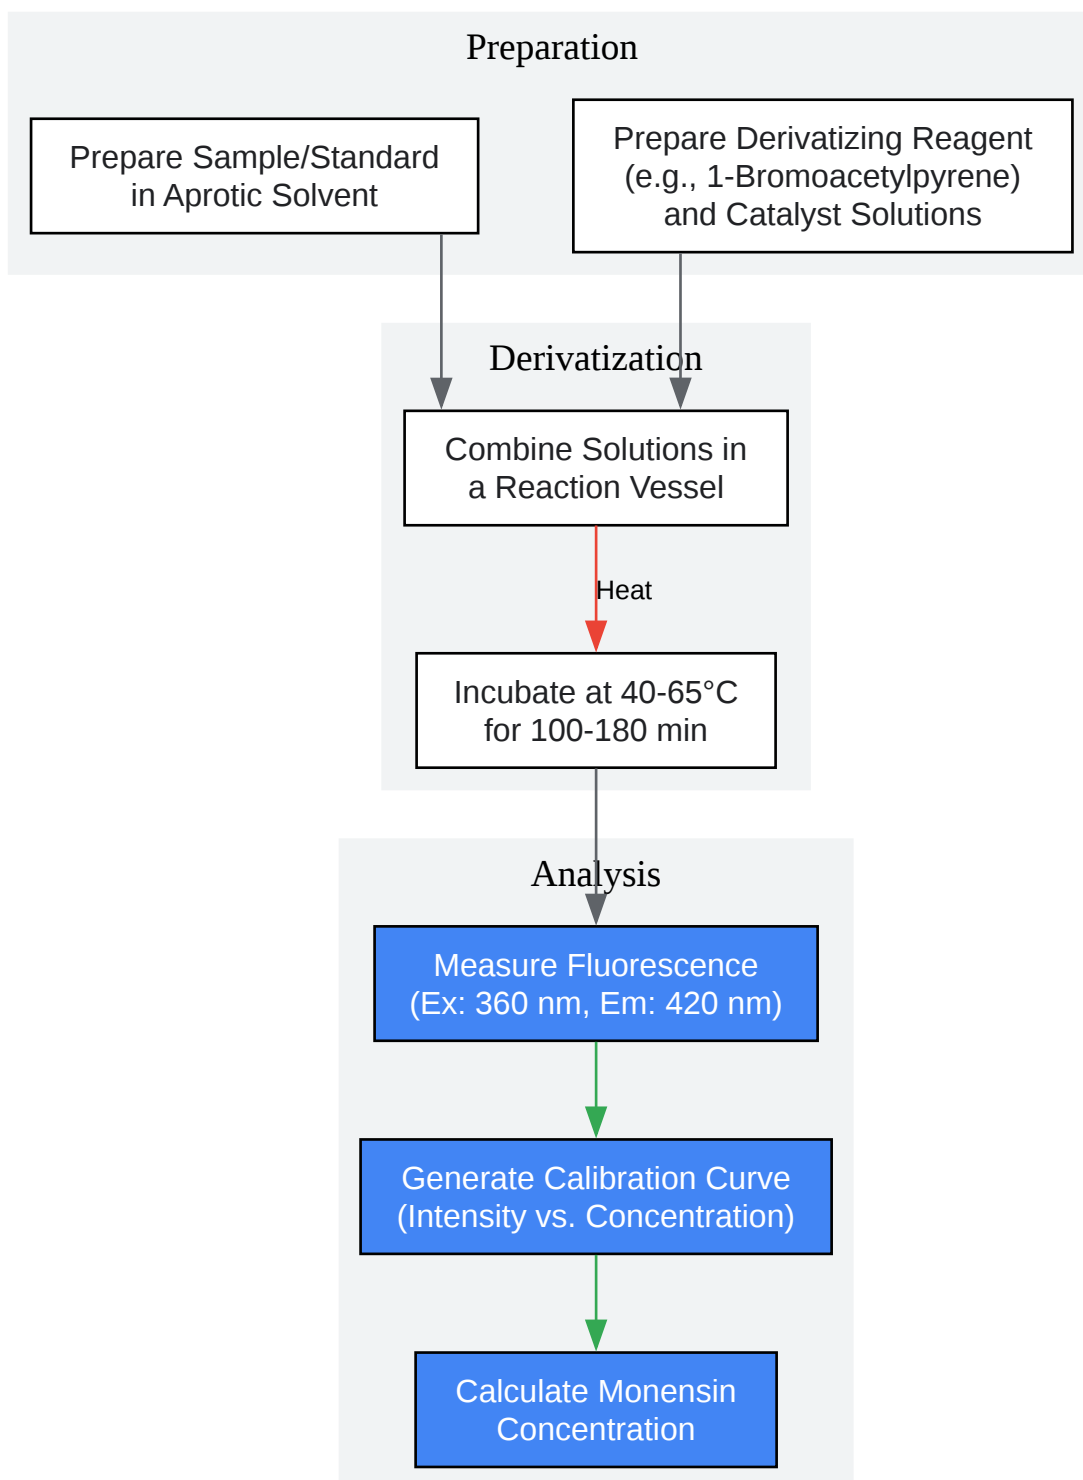 Preparation
Prepare Sample/Standard
in Aprotic Solvent
Prepare Derivatizing Reagent
(e.g., 1-Bromoacetylpyrene)
and Catalyst Solutions
Derivatization
Combine Solutions in
a Reaction Vessel
Heat
Incubate at 40-65°C
for 100-180 min
Analysis
Measure Fluorescence
(Ex: 360 nm, Em: 420 nm)
Generate Calibration Curve
(Intensity vs. Concentration)
Calculate Monensin
Concentration